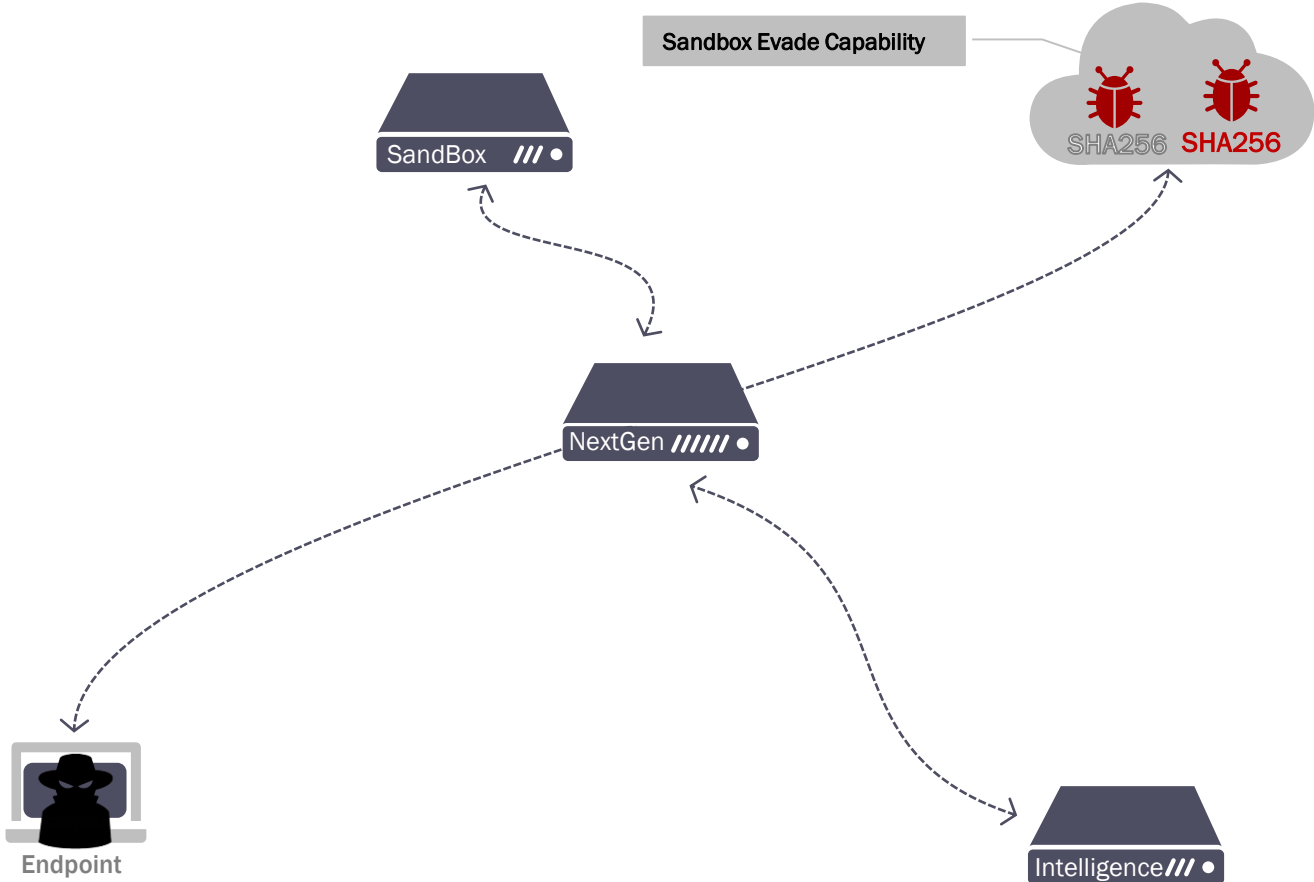 Sandbox Evade Capability
SHA256 SHA256
SandBox
NextGen
Endpoint
Intelligence